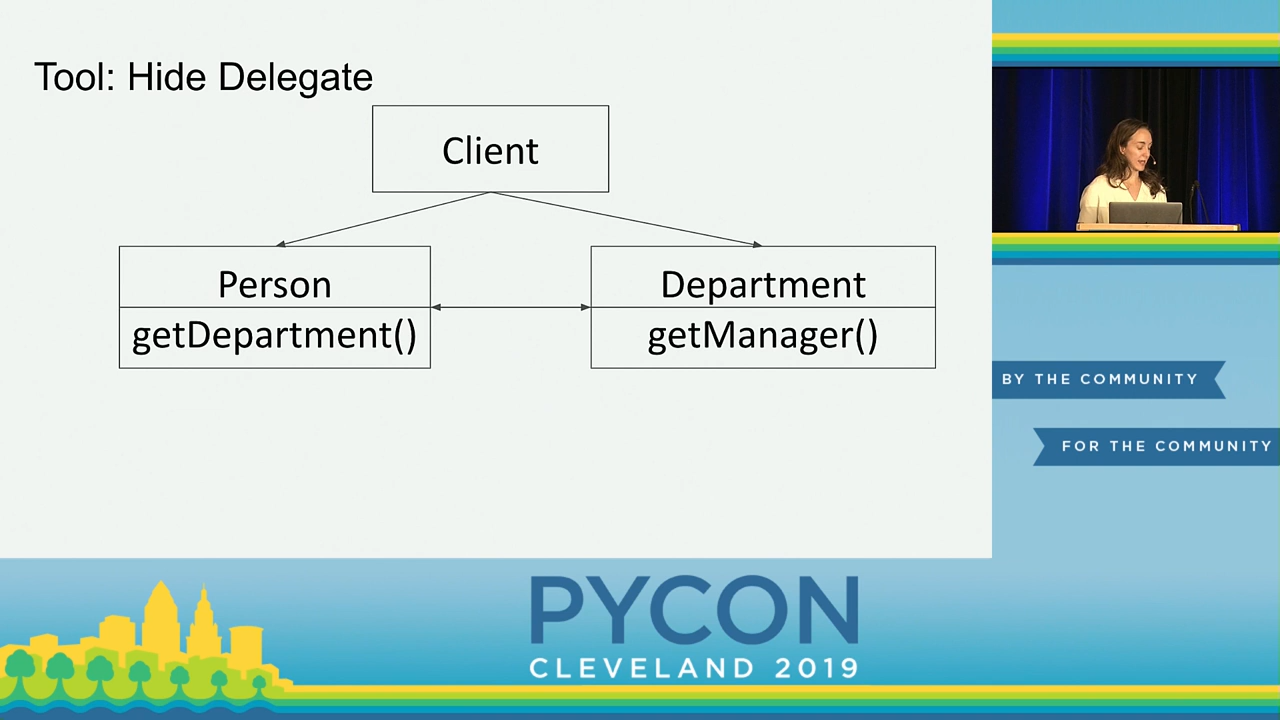 Tool: Hide Delegate
Client
Person
getDepartment()
Department
getManager()
BY THE COMMUNITY
FOR THE COMMUNITY
PYCON
CLEVELAND 2019